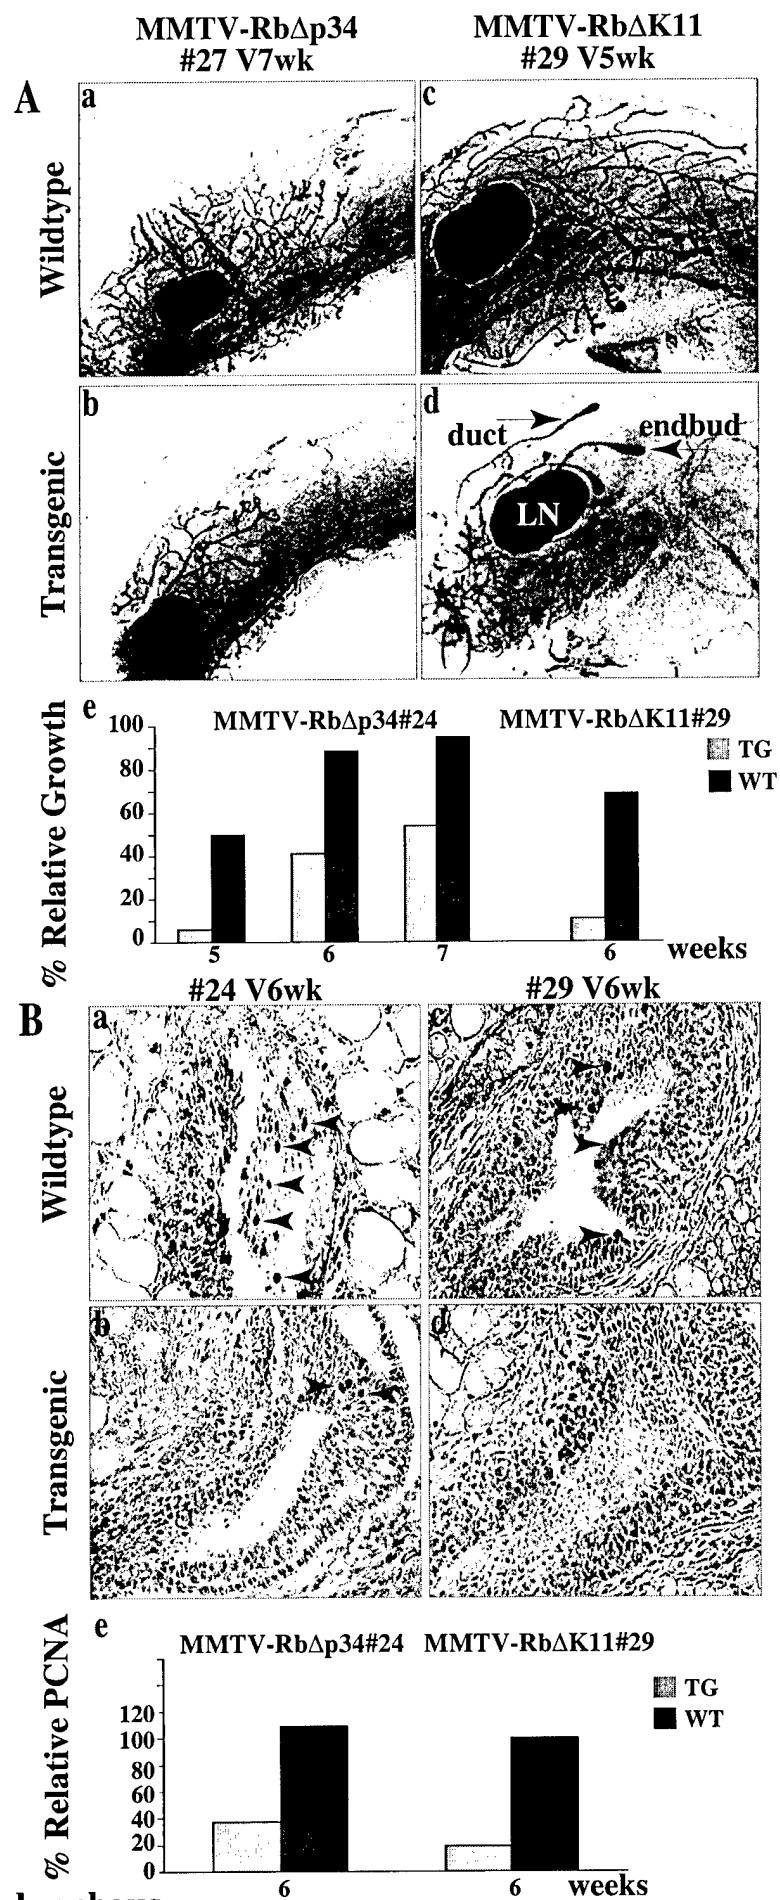 MMTV-RbΔp34 MMTV-RbΔK11
#27 V7wk #29 V5wk
A
a c
Wildtype
b d
Transgenic
duct endbud
LN
e
MMTV-RbΔp34#24 MMTV-RbΔK11#29
TG
WT
% Relative Growth
100
80
60
40
20
0
5 6 7 6 weeks
#24 V6wk #29 V6wk
B
a c
Wildtype
b d
Transgenic
e
MMTV-RbΔp34#24 MMTV-RbΔK11#29
TG
WT
% Relative PCNA
120
100
80
60
40
20
0
6 6 weeks